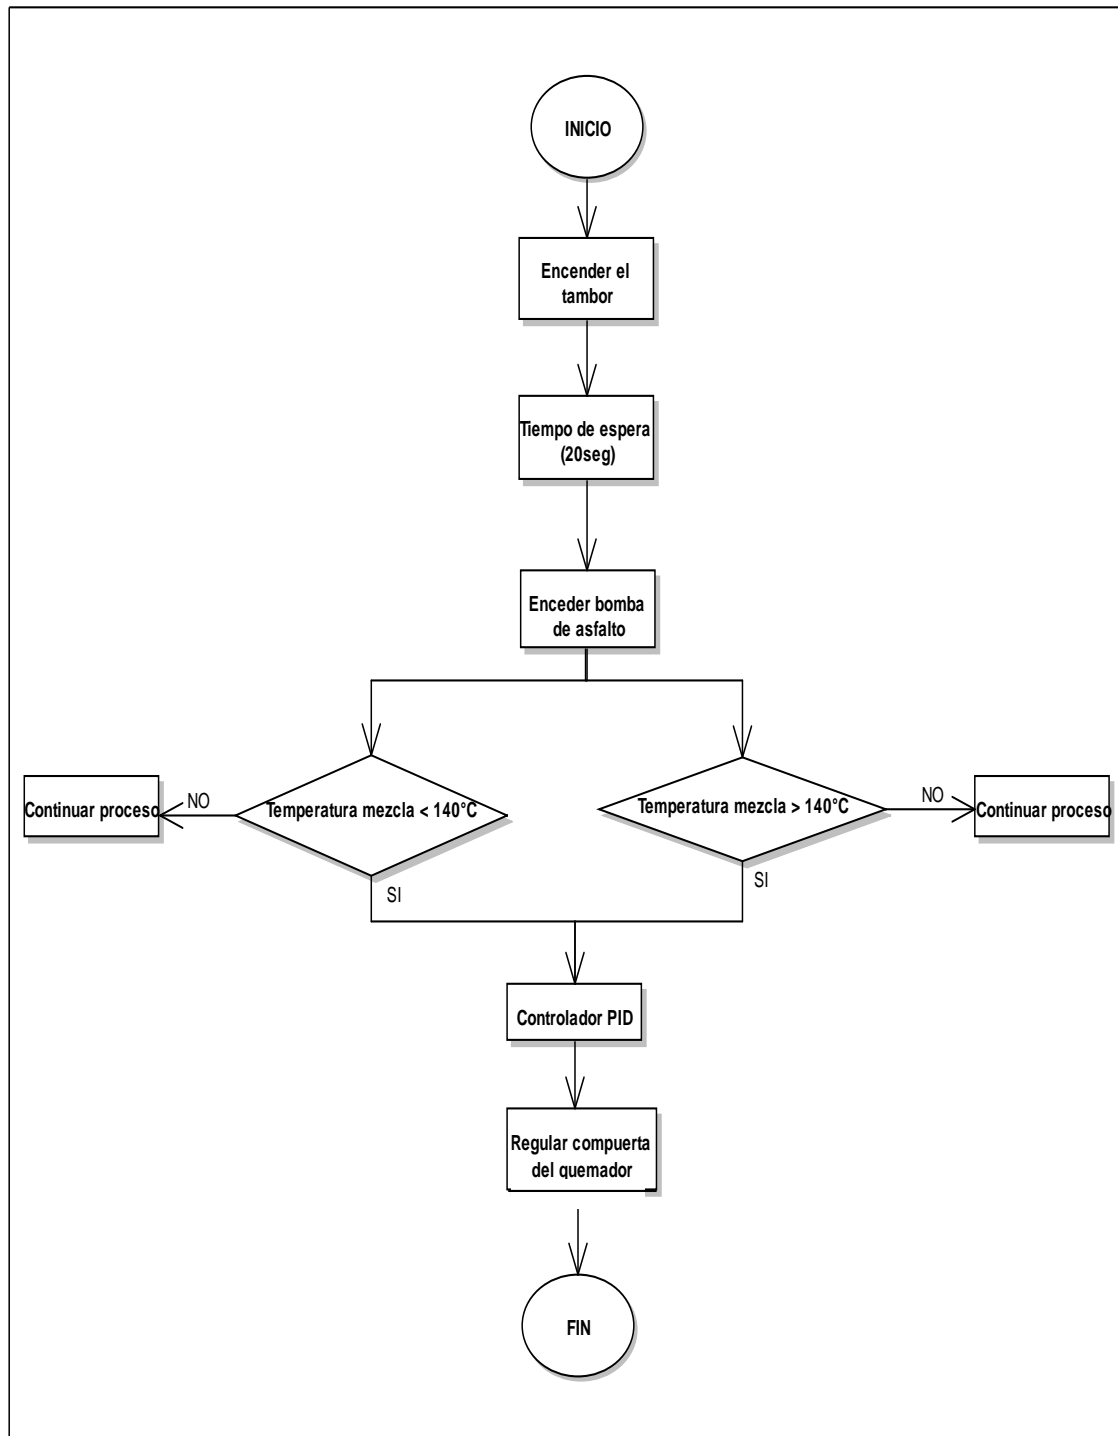 INICIO
Encender el
tambor
Tiempo de espera
(20seg)
Enceder bomba
de asfalto
Continuar proceso
NO
Temperatura mezcla < 140°C
Temperatura mezcla > 140°C
NO
Continuar proceso
SI
SI
Controlador PID
Regular compuerta
del quemador
FIN